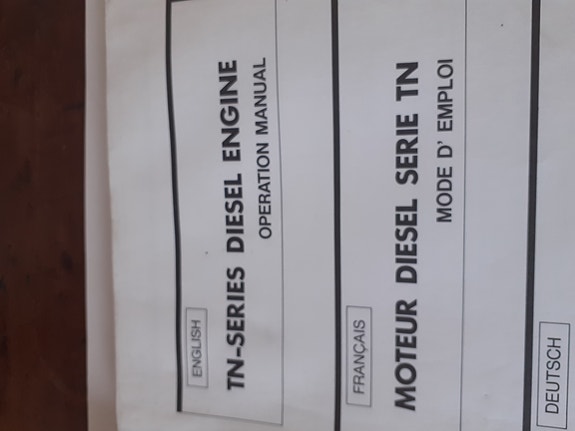 ENGLISH
TN-SERIES DIESEL ENGINE
OPERATION MANUAL
FRANÇAIS
MOTEUR DIESEL SERIE TN
MODE D' EMPLOI
DEUTSCH